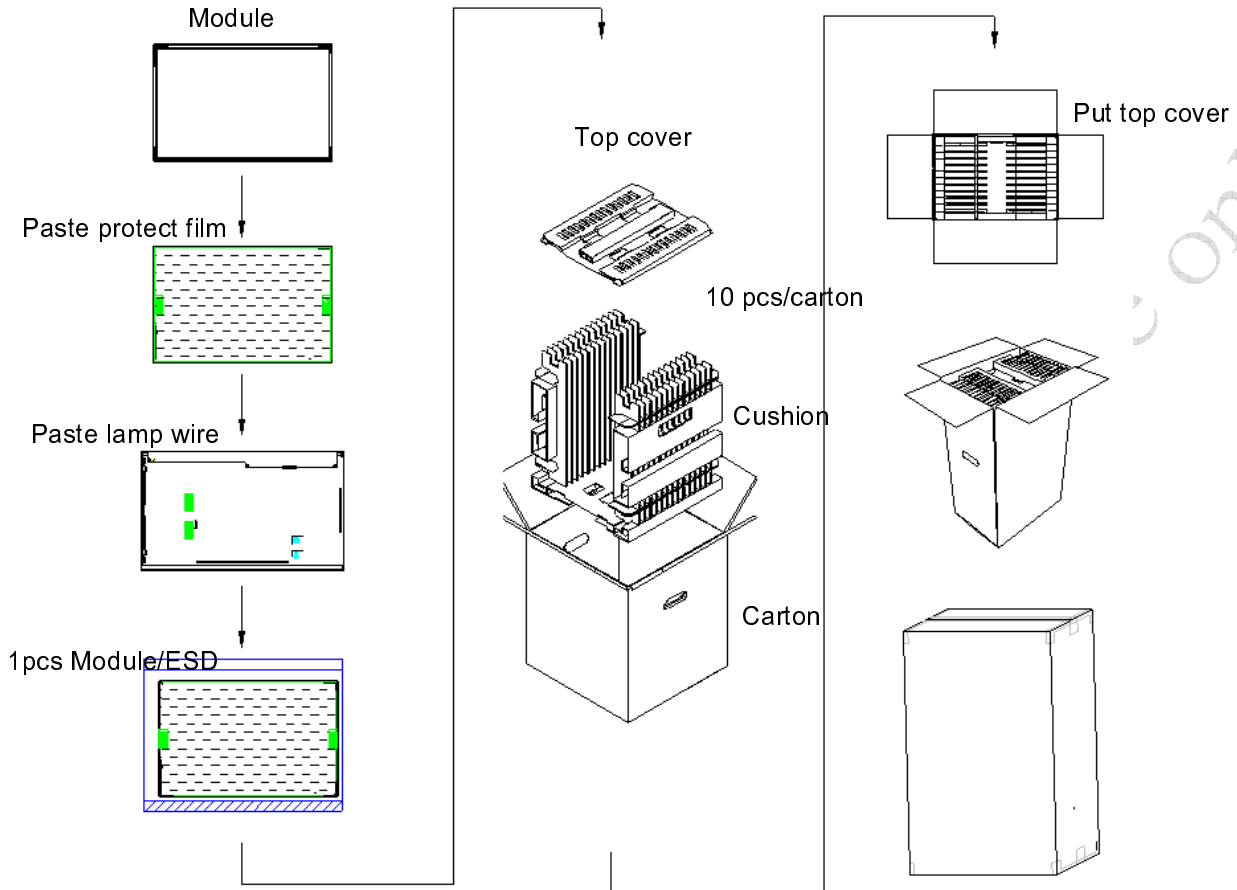 Module
Paste protect film
Paste lamp wire
1pcs Module/ESD
Top cover
10 pcs/carton
Cushion
Carton
Put top cover